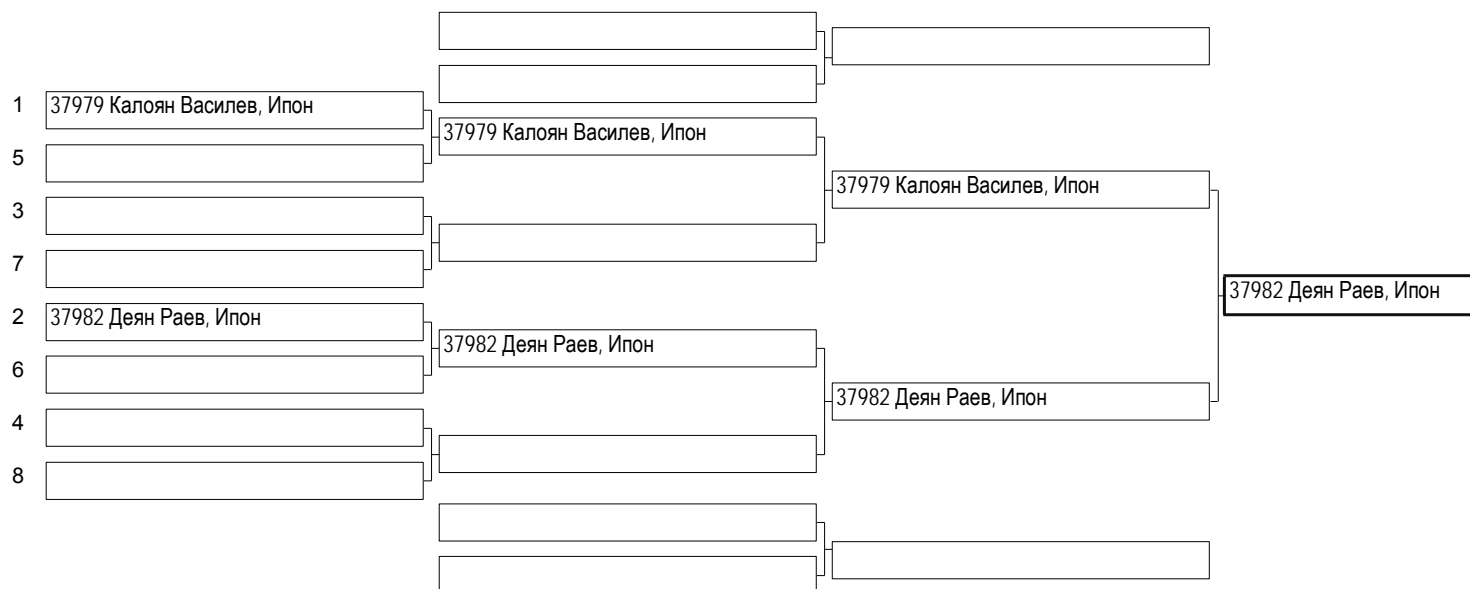 1 37979 Калоян Василев, Ипон
37979 Калоян Василев, Ипон
5
37979 Калоян Василев, Ипон
3
7
37982 Деян Раев, Ипон
2 37982 Деян Раев, Ипон
37982 Деян Раев, Ипон
6
37982 Деян Раев, Ипон
4
8